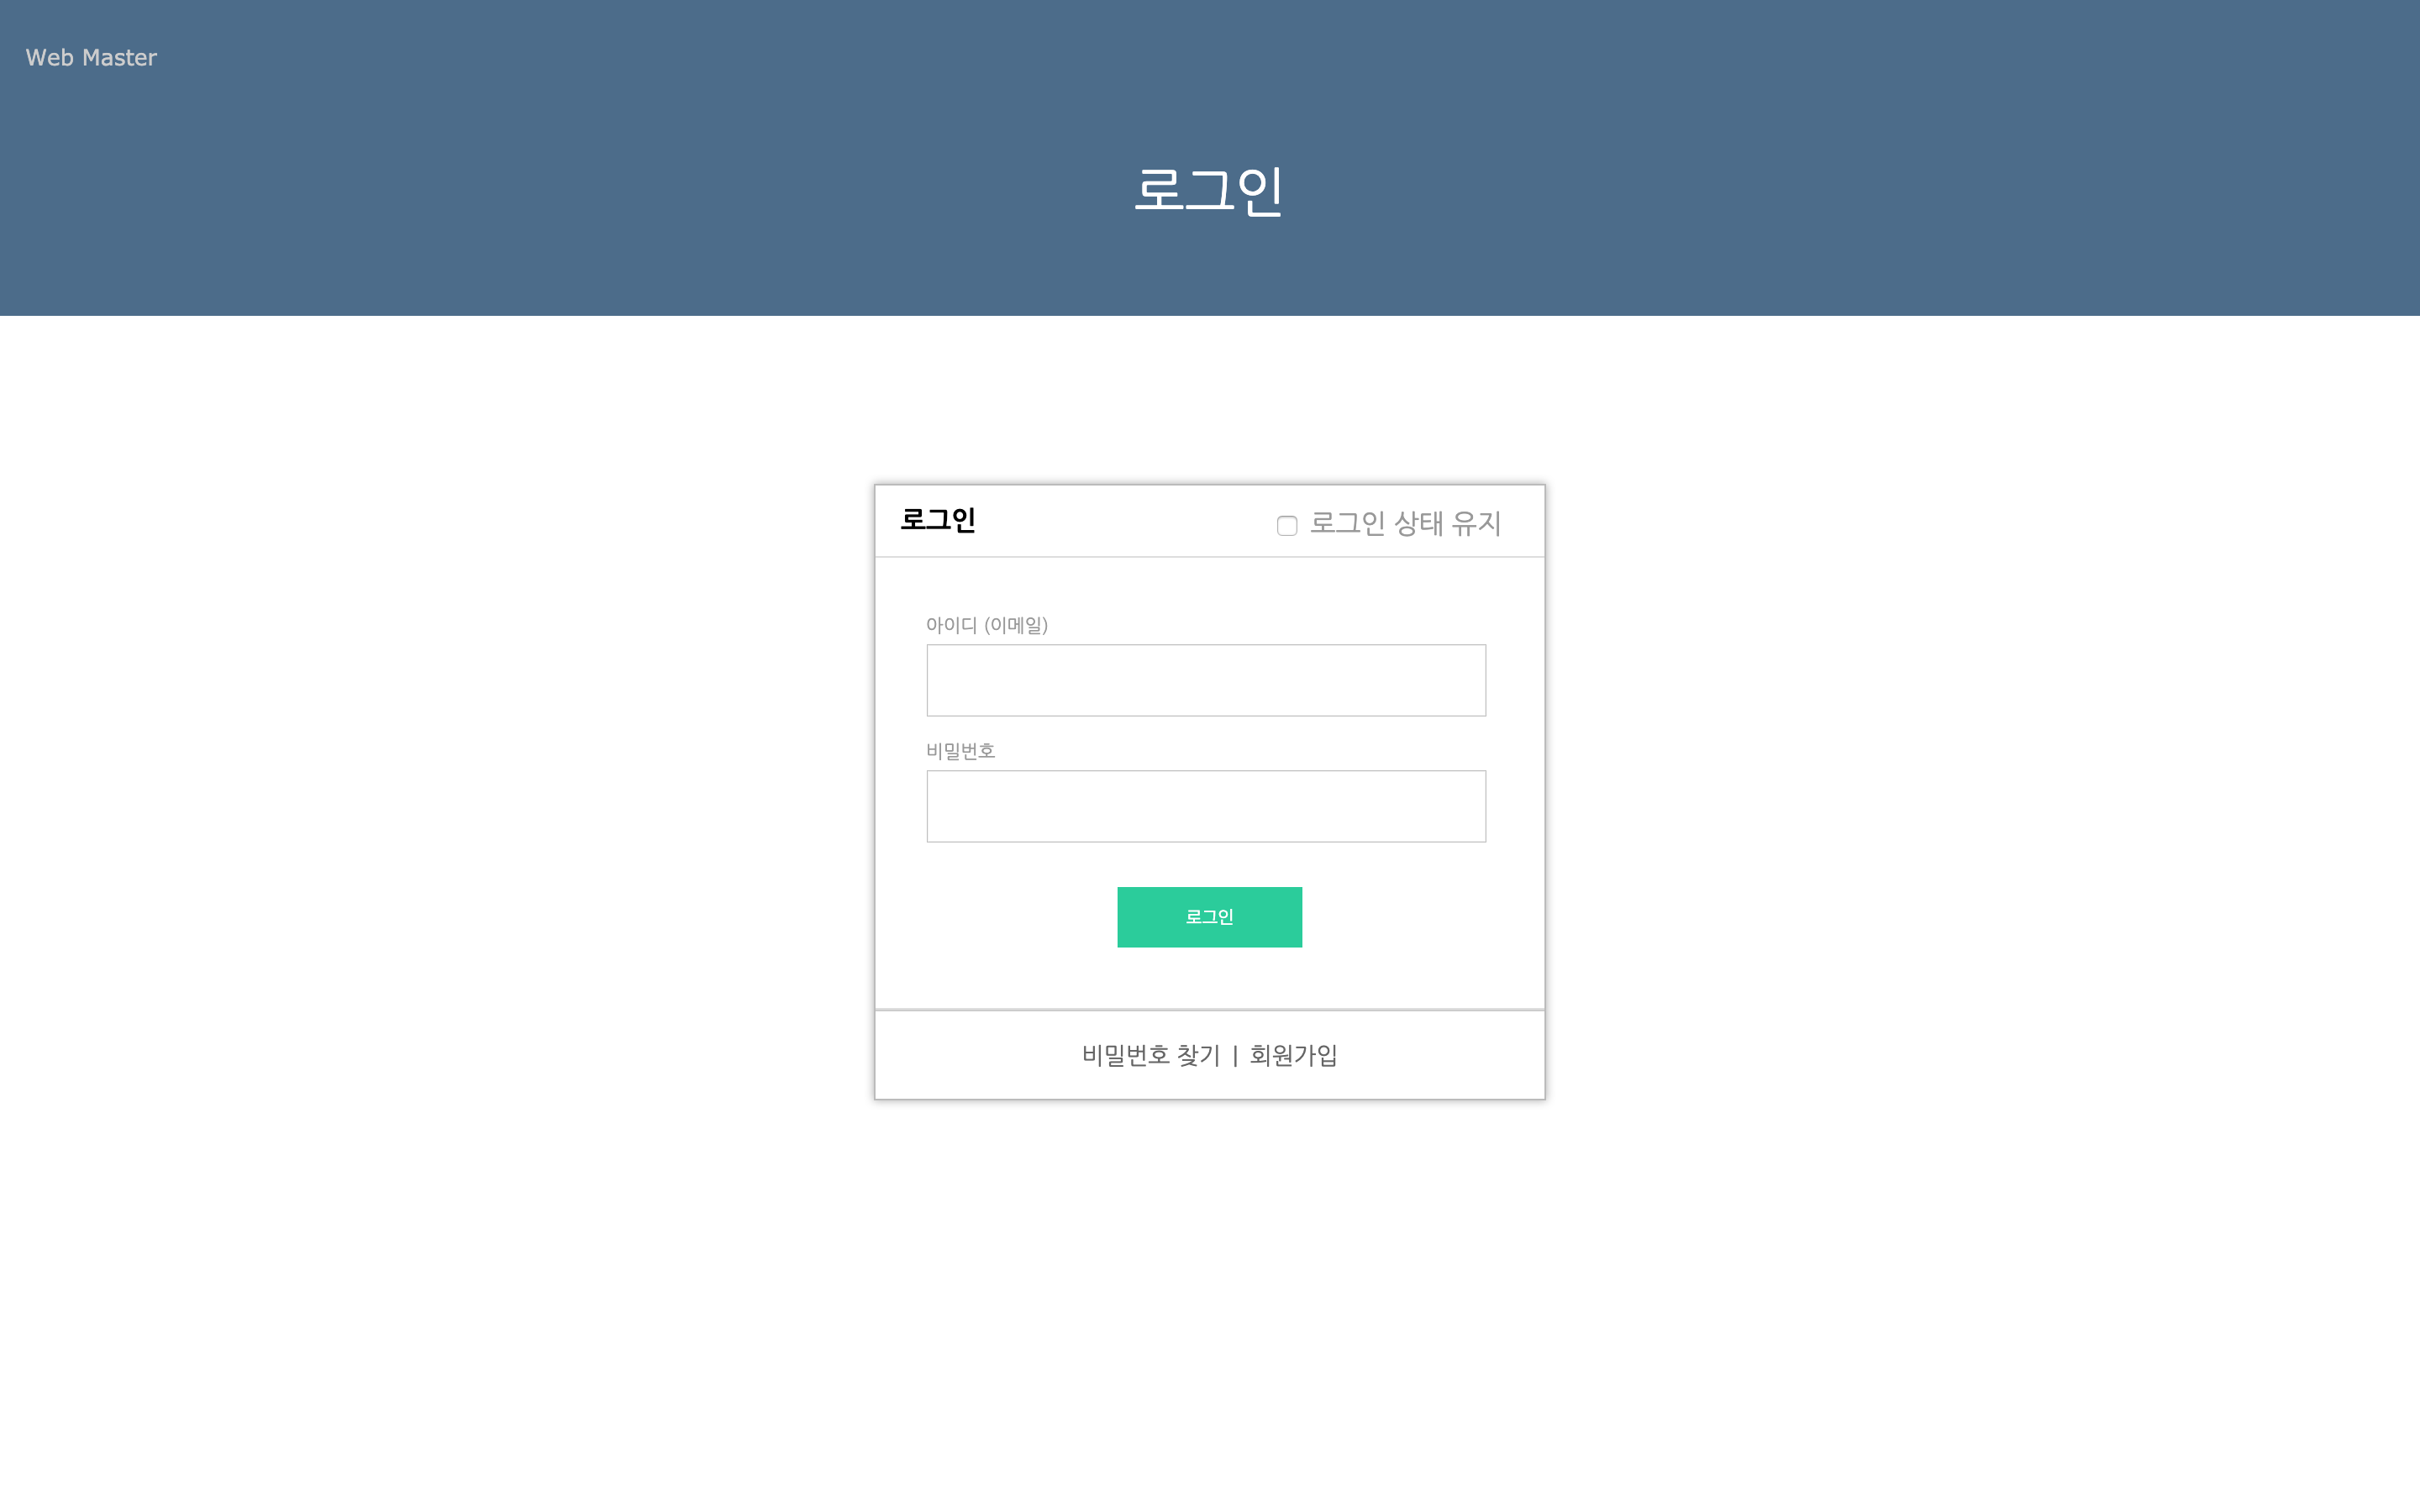 Web Master
로그인
로그인
로그인 상태 유지
아이디 (이메일)
비밀번호
로그인
비밀번호 찾기 | 회원가입